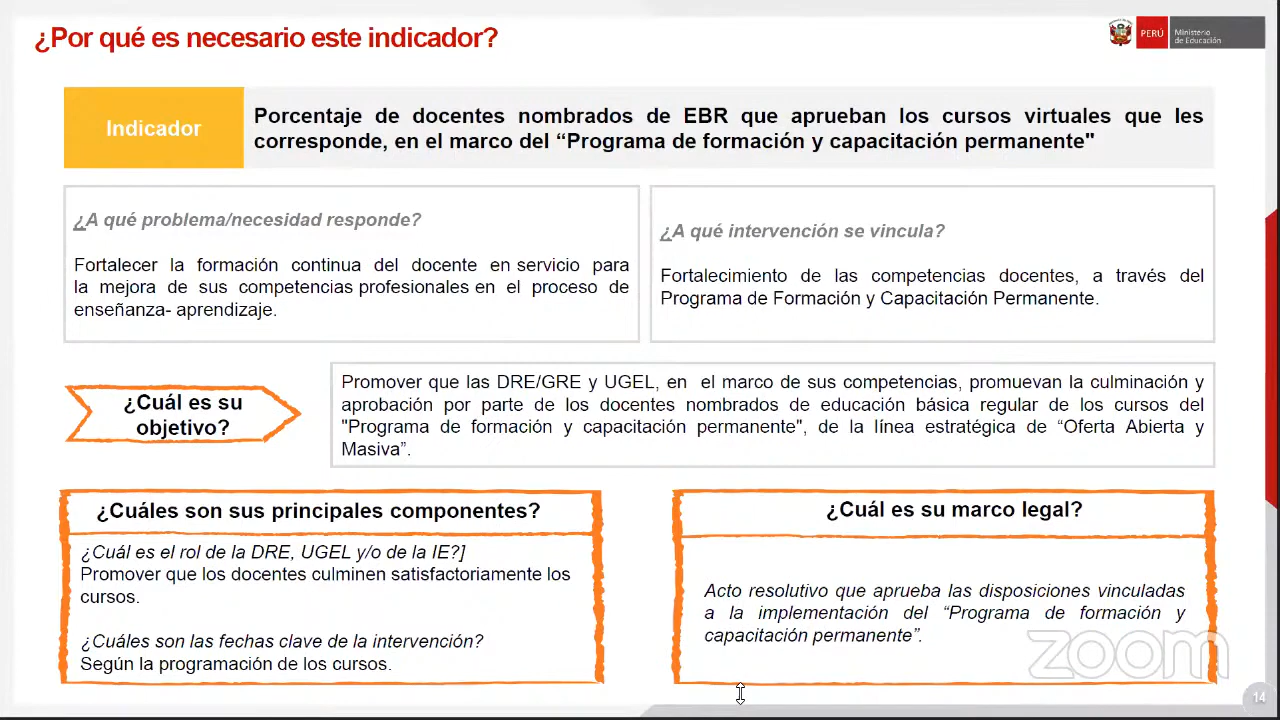 ¿Por qué es necesario este indicador?
PERÚ
Ministerio
de Educación
Indicador
Porcentaje de docentes nombrados de EBR que aprueban los cursos virtuales que les
corresponde, en el marco del “Programa de formación y capacitación permanente"
¿A qué problema/necesidad responde?
Fortalecer la formación continua del docente en servicio para
la mejora de sus competencias profesionales en el proceso de
enseñanza- aprendizaje.
¿A qué intervención se vincula?
Fortalecimiento de las competencias docentes, a través del
Programa de Formación y Capacitación Permanente.
¿Cuál es su
objetivo?
Promover que las DRE/GRE y UGEL, en el marco de sus competencias, promuevan la culminación y
aprobación por parte de los docentes nombrados de educación básica regular de los cursos del
"Programa de formación y capacitación permanente", de la línea estratégica de “Oferta Abierta y
Masiva”.
¿Cuáles son sus principales componentes?
¿Cuál es el rol de la DRE, UGEL y/o de la IE?]
Promover que los docentes culminen satisfactoriamente los
cursos.
¿Cuáles son las fechas clave de la intervención?
Según la programación de los cursos.
¿Cuál es su marco legal?
Acto resolutivo que aprueba las disposiciones vinculadas
a la implementación del “Programa de formación y
capacitación permanente”.
zoom
14